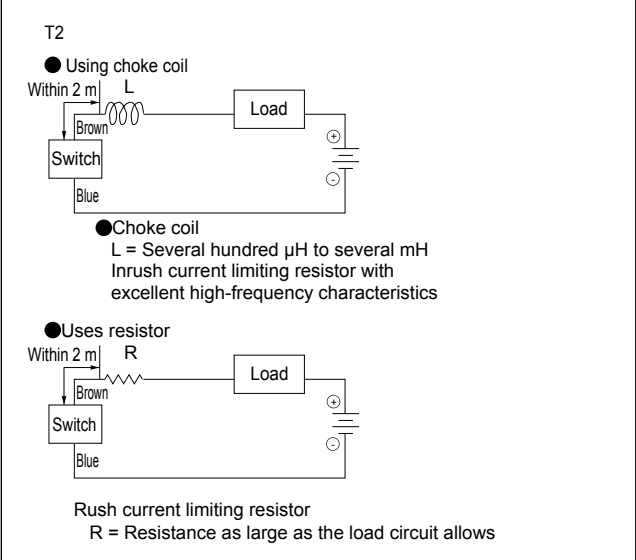 T2
● Using choke coil
Within 2 m
L
Load
Brown
+
Switch
-
Blue
●Choke coil
L = Several hundred μH to several mH
Inrush current limiting resistor with
excellent high-frequency characteristics
●Uses resistor
Within 2 m
R
Load
Brown
+
Switch
-
Blue
Rush current limiting resistor
R = Resistance as large as the load circuit allows